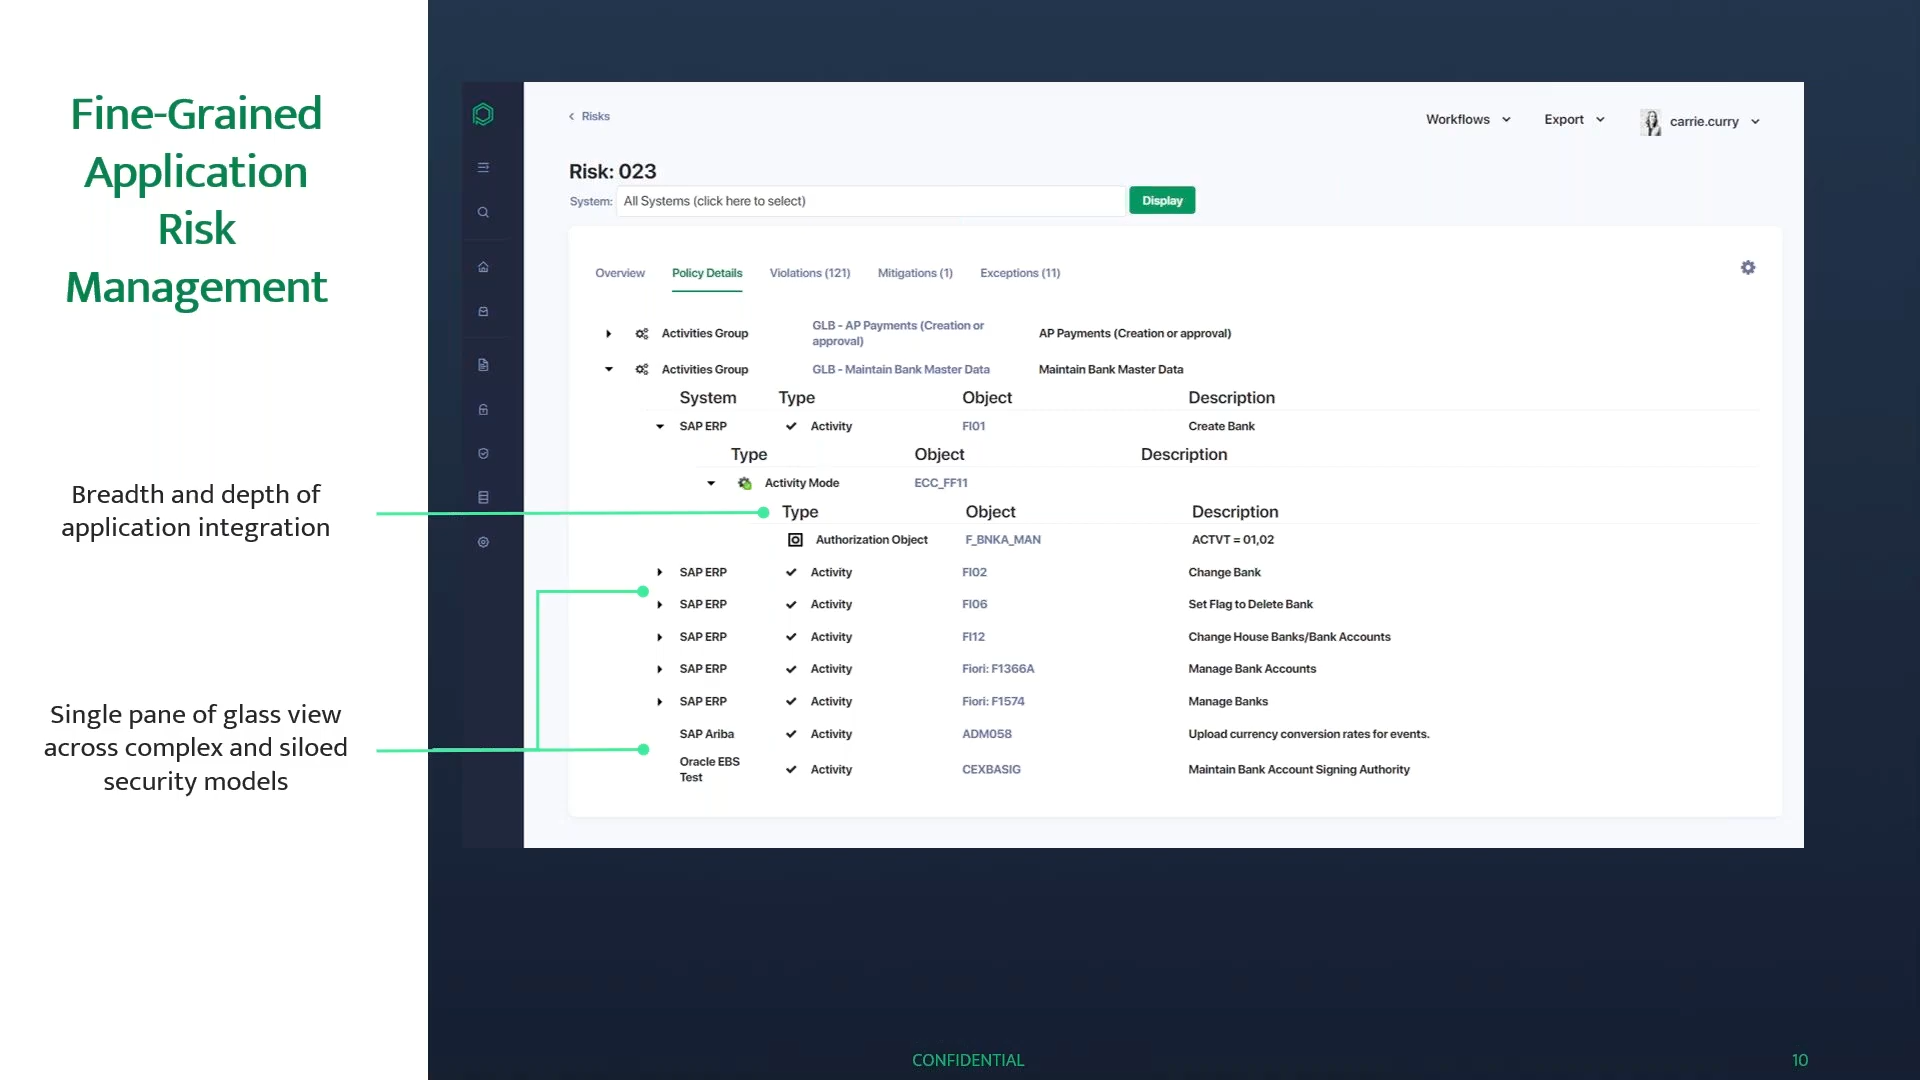 Fine-Grained
Application
Risk
Management
Breadth and depth of
application integration
Single pane of glass view
across complex and siloed
security models
Risks
Workflows
Export
carrie.curry
Risk: 023
System: All Systems (click here to select) Display
Overview Policy Details Violations (121) Mitigations (1) Exceptions (11)
Activities Group GLB - AP Payments (Creation or
approval) AP Payments (Creation or approval)
Activities Group GLB - Maintain Bank Master Data Maintain Bank Master Data
System Type Object Description
SAP ERP Activity FI01 Create Bank
Type Object Description
Activity Mode ECC_FF11
Type Object Description
Authorization Object F_BNKA_MAN ACTVT = 01,02
SAP ERP Activity FI02 Change Bank
SAP ERP Activity FI06 Set Flag to Delete Bank
SAP ERP Activity FI12 Change House Banks/Bank Accounts
SAP ERP Activity Fiori: F1366A Manage Bank Accounts
SAP ERP Activity Fiori: F1574 Manage Banks
SAP Ariba Activity ADM058 Upload currency conversion rates for events.
Oracle EBS
Test Activity CEXBASIG Maintain Bank Account Signing Authority
CONFIDENTIAL
10